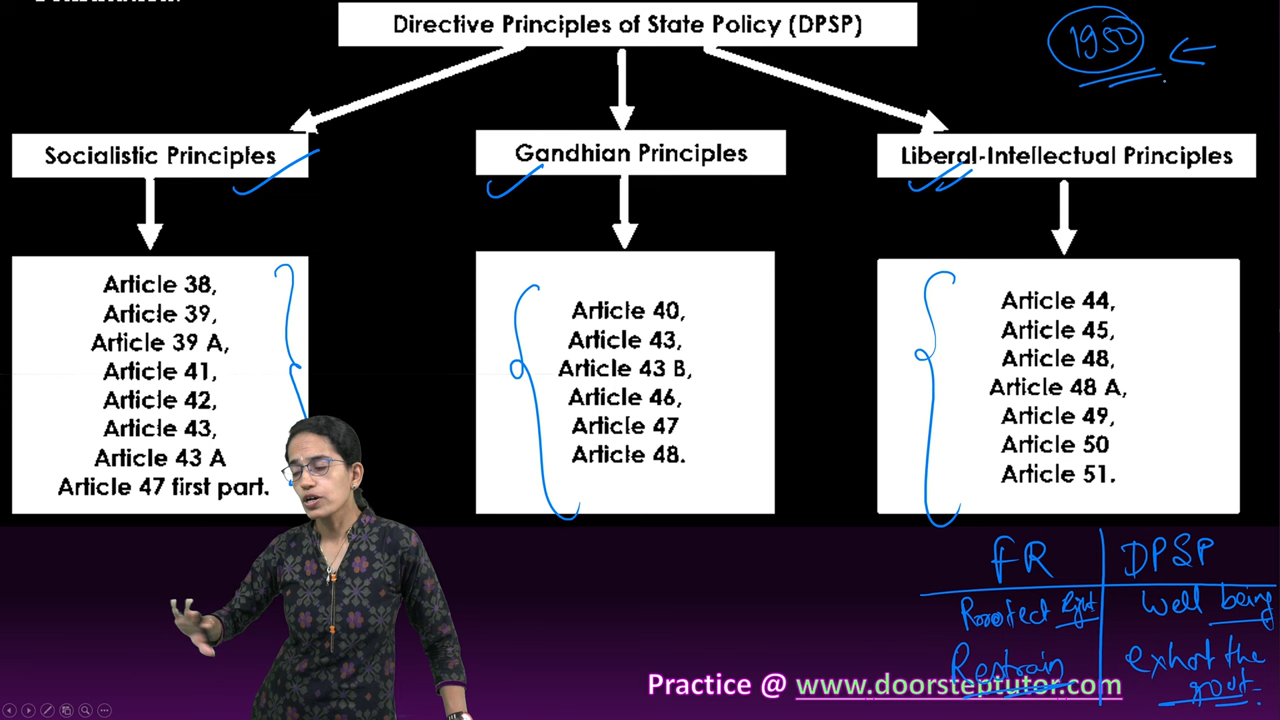 Directive Principles of State Policy (DPSP)
1950
Socialistic Principles
Gandhian Principles
Liberal-Intellectual Principles
Article 38,
Article 39,
Article 39 A,
Article 41,
Article 42,
Article 43,
Article 43 A
Article 47 first part.
Article 40,
Article 43,
Article 43 B,
Article 46,
Article 47
Article 48.
Article 44,
Article 45,
Article 48,
Article 48 A,
Article 49,
Article 50
Article 51.
FR
Protect Right
Restrain
DPSP
Well being
exhort the
govt.
Practice @ www.doorsteptutor.com